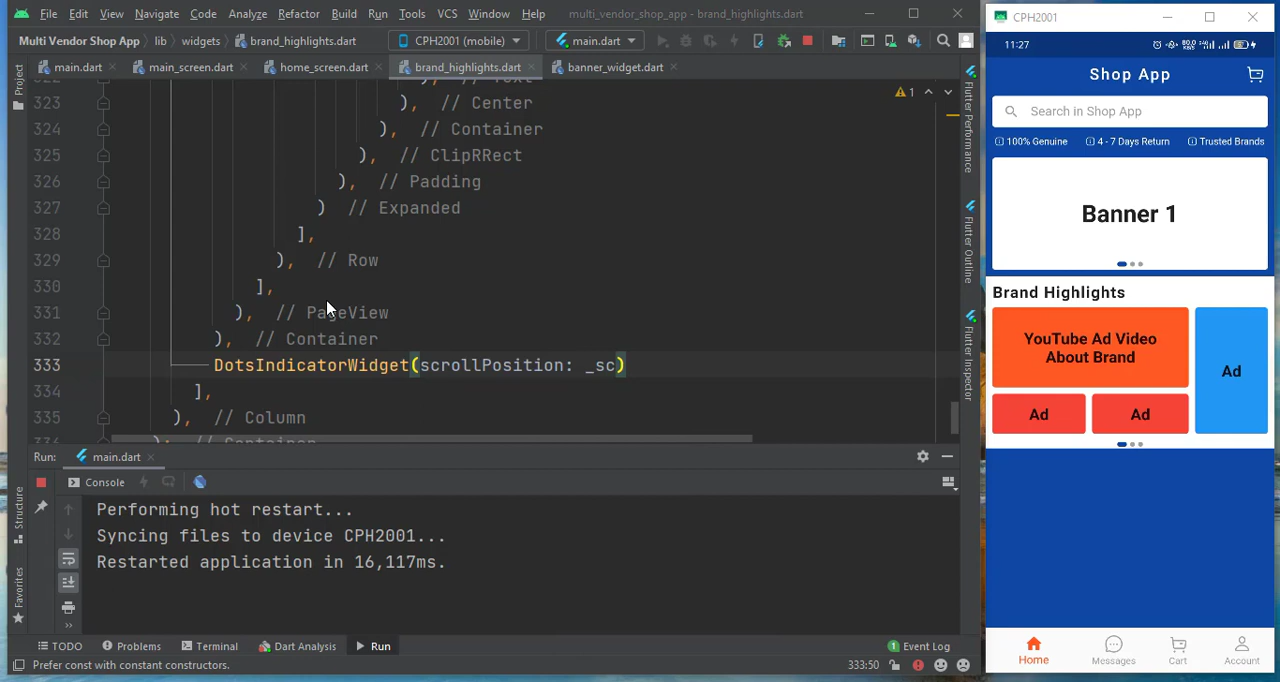 File Edit View Navigate Code Analyze Refactor Build Run Tools VCS Window Help multi_vendor_shop_app - brand_highlights.dart
Multi Vendor Shop App lib widgets brand_highlights.dart CPH2001 (mobile) main.dart
main.dart main_screen.dart home_screen.dart brand_highlights.dart banner_widget.dart
Project
323 ), // Center
324 ), // Container
325 ), // ClipRRect
326 ), // Padding
327 ) // Expanded
328 ],
329 ), // Row
330 ],
331 ), // PageView
332 ), // Container
333 DotsIndicatorWidget(scrollPosition: _sc)
334 ],
335 ), // Column
1
Flutter Performance
Flutter Outline
Flutter Inspector
Run: main.dart
Console
Performing hot restart...
Syncing files to device CPH2001...
Restarted application in 16,117ms.
Structure
Favorites
TODO Problems Terminal Dart Analysis Run 1 Event Log
Prefer const with constant constructors. 333:50
CPH2001
11:27
Shop App
Search in Shop App
100% Genuine 4 - 7 Days Return Trusted Brands
Banner 1
Brand Highlights
YouTube Ad Video
About Brand
Ad
Ad Ad
Home Messages Cart Account